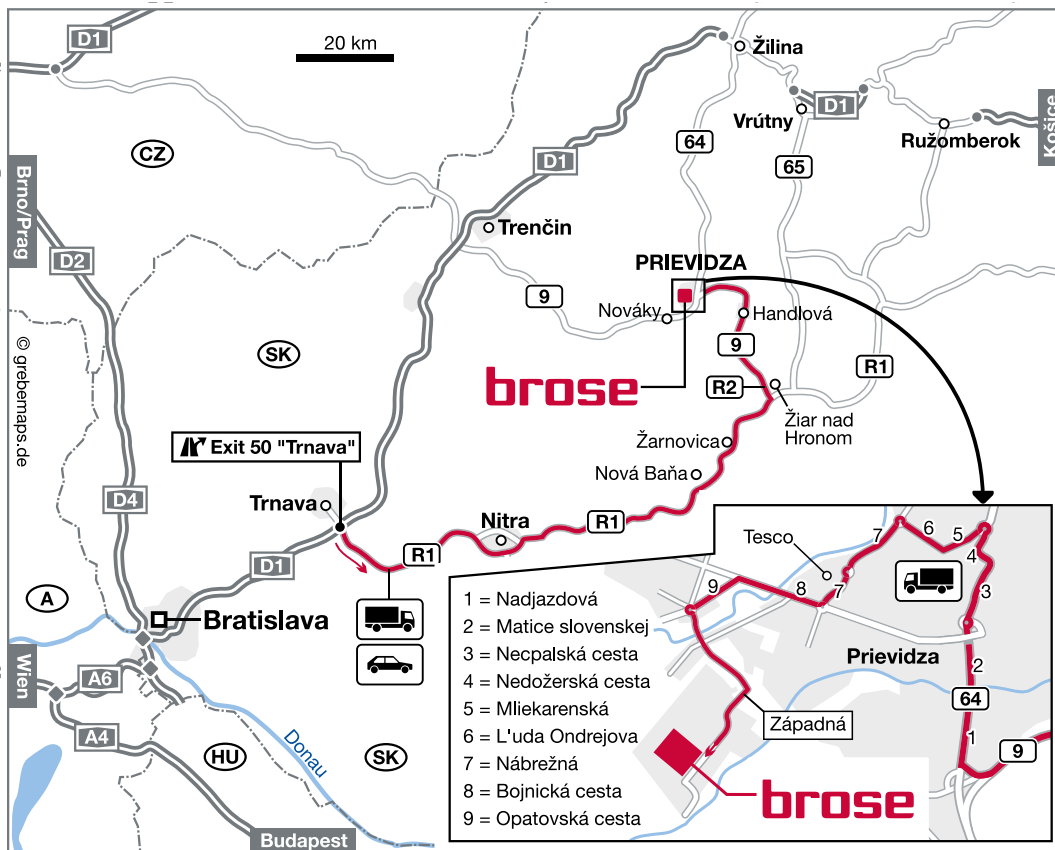 D1
20 km
Žilina
D1
Vrútny
Ružomberok
Košice
CZ
D1
64
65
Brno/Prag
Trenčin
D2
PRIEVIDZA
9
Nováky
Handlová
© grebemaps.de
SK
9
R1
brose
R2
Žiar nad
Hronom
Exit 50 "Trnava"
Žarnovica
Nová Baňa
Trnava
D4
Nitra
R1
R1
D1
A
Bratislava
Wien
A6
A4
HU
Donau
SK
Budapest
Tesco
7
6
5
4
9
8
7
3
1 = Nadjazdová
2 = Matice slovenskej
3 = Necpalská cesta
4 = Nedožerská cesta
5 = Mliekarenská
6 = L'uda Ondrejova
7 = Nábrežná
8 = Bojnická cesta
9 = Opatovská cesta
Prievidza
2
64
Západná
1
9
brose